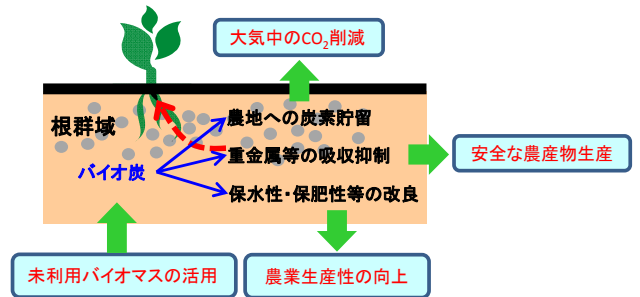 大気中のCO₂削減
農地への炭素貯留
根群域
重金属等の吸収抑制
安全な農産物生産
バイオ炭
保水性・保肥性等の改良
未利用バイオマスの活用
農業生産性の向上